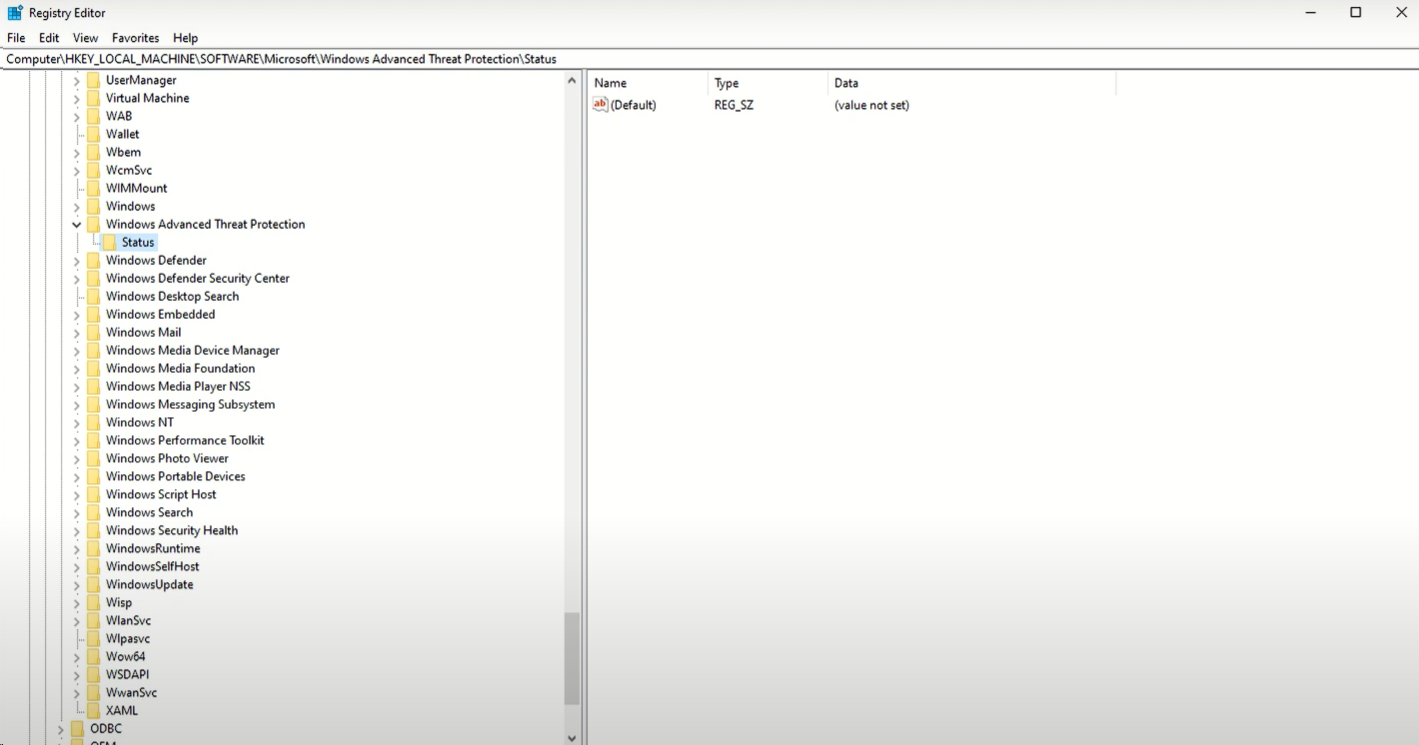 Registry Editor
File Edit View Favorites Help
Computer\HKEY_LOCAL_MACHINE\SOFTWARE\Microsoft\Windows Advanced Threat Protection\Status
UserManager
Virtual Machine
WAB
Wallet
Wbem
WcmSvc
WIMMount
Windows
Windows Advanced Threat Protection
Status
Windows Defender
Windows Defender Security Center
Windows Desktop Search
Windows Embedded
Windows Mail
Windows Media Device Manager
Windows Media Foundation
Windows Media Player NSS
Windows Messaging Subsystem
Windows NT
Windows Performance Toolkit
Windows Photo Viewer
Windows Portable Devices
Windows Script Host
Windows Search
Windows Security Health
WindowsRuntime
WindowsSelfHost
WindowsUpdate
Wisp
WlanSvc
Wlpasvc
Wow64
WSDAPI
WwanSvc
XAML
ODBC
Name Type Data
ab (Default) REG_SZ (value not set)